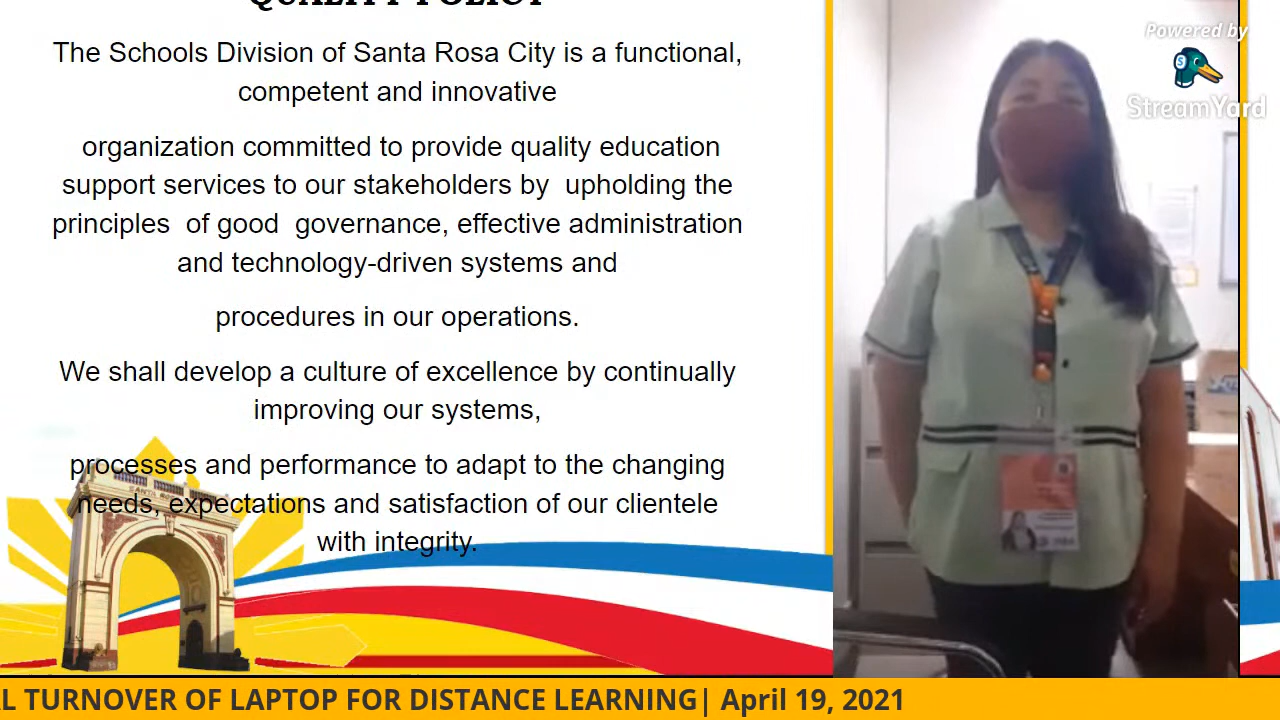 QUALITY POLICY
The Schools Division of Santa Rosa City is a functional,
competent and innovative
organization committed to provide quality education
support services to our stakeholders by upholding the
principles of good governance, effective administration
and technology-driven systems and
procedures in our operations.
We shall develop a culture of excellence by continually
improving our systems,
processes and performance to adapt to the changing
needs, expectations and satisfaction of our clientele
with integrity.
SANTA
Powered by
StreamYard
L TURNOVER OF LAPTOP FOR DISTANCE LEARNING| April 19, 2021